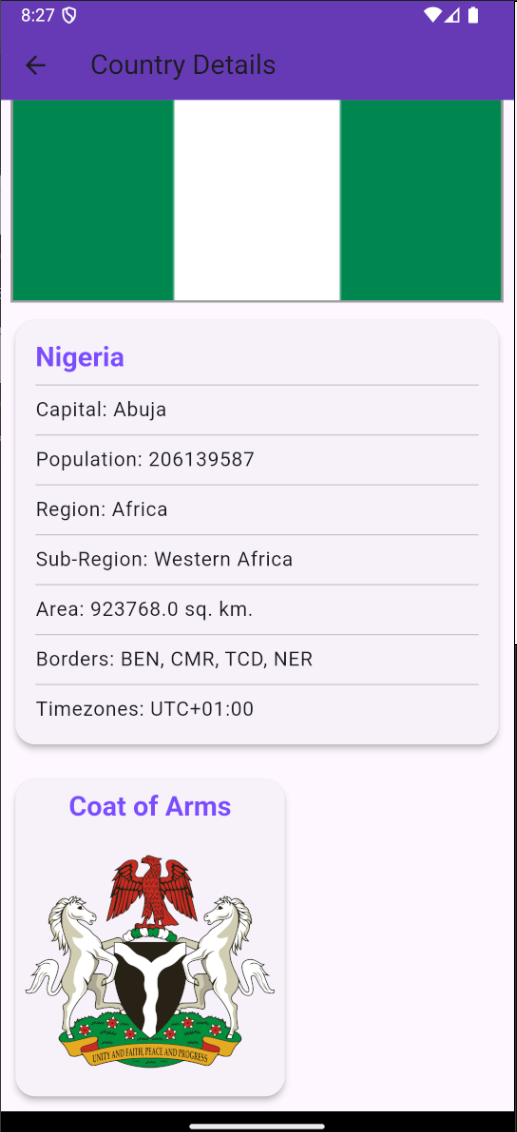 8:27
Country Details
Nigeria
Capital: Abuja
Population: 206139587
Region: Africa
Sub-Region: Western Africa
Area: 923768.0 sq. km.
Borders: BEN, CMR, TCD, NER
Timezones: UTC+01:00
Coat of Arms
UNITY AND FAITH, PEACE AND PROGRESS